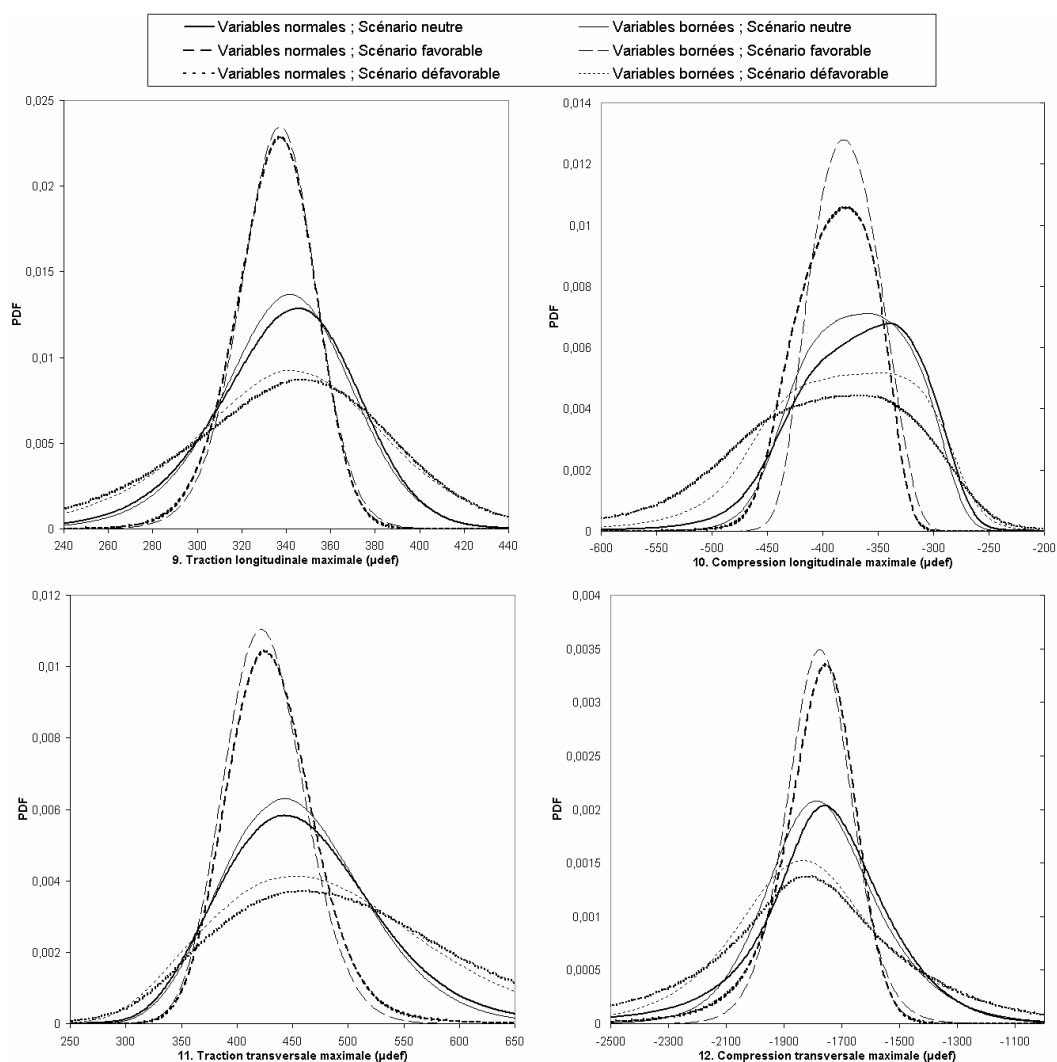 Variables normales ; Scénario neutre
Variables bornées ; Scénario neutre
Variables normales ; Scénario favorable
Variables bornées ; Scénario favorable
Variables normales ; Scénario défavorable
Variables bornées ; Scénario défavorable
0,025
0,02
0,015
0,01
0,005
0
PDF
240 260 280 300 320 340 360 380 400 420 440
9. Traction longitudinale maximale (µdef)
0,014
0,012
0,01
0,008
0,006
0,004
0,002
0
PDF
-600 -550 -500 -450 -400 -350 -300 -250 -200
10. Compression longitudinale maximale (µdef)
0,012
0,01
0,008
0,006
0,004
0,002
0
PDF
250 300 350 400 450 500 550 600 650
11. Traction transversale maximale (µdef)
0,004
0,0035
0,003
0,0025
0,002
0,0015
0,001
0,0005
0
PDF
-2500 -2300 -2100 -1900 -1700 -1500 -1300 -1100
12. Compression transversale maximale (µdef)